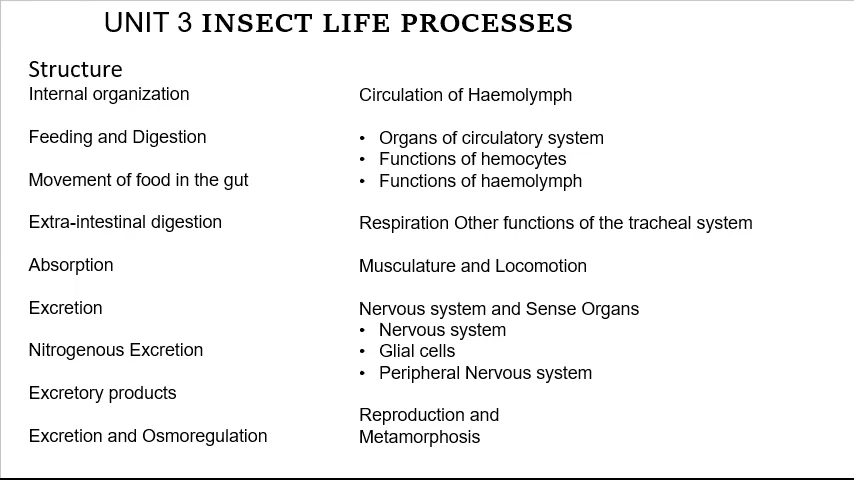 UNIT 3 INSECT LIFE PROCESSES
Structure
Internal organization
Feeding and Digestion
Movement of food in the gut
Extra-intestinal digestion
Absorption
Excretion
Nitrogenous Excretion
Excretory products
Excretion and Osmoregulation
Circulation of Haemolymph
• Organs of circulatory system
• Functions of hemocytes
• Functions of haemolymph
Respiration Other functions of the tracheal system
Musculature and Locomotion
Nervous system and Sense Organs
• Nervous system
• Glial cells
• Peripheral Nervous system
Reproduction and
Metamorphosis